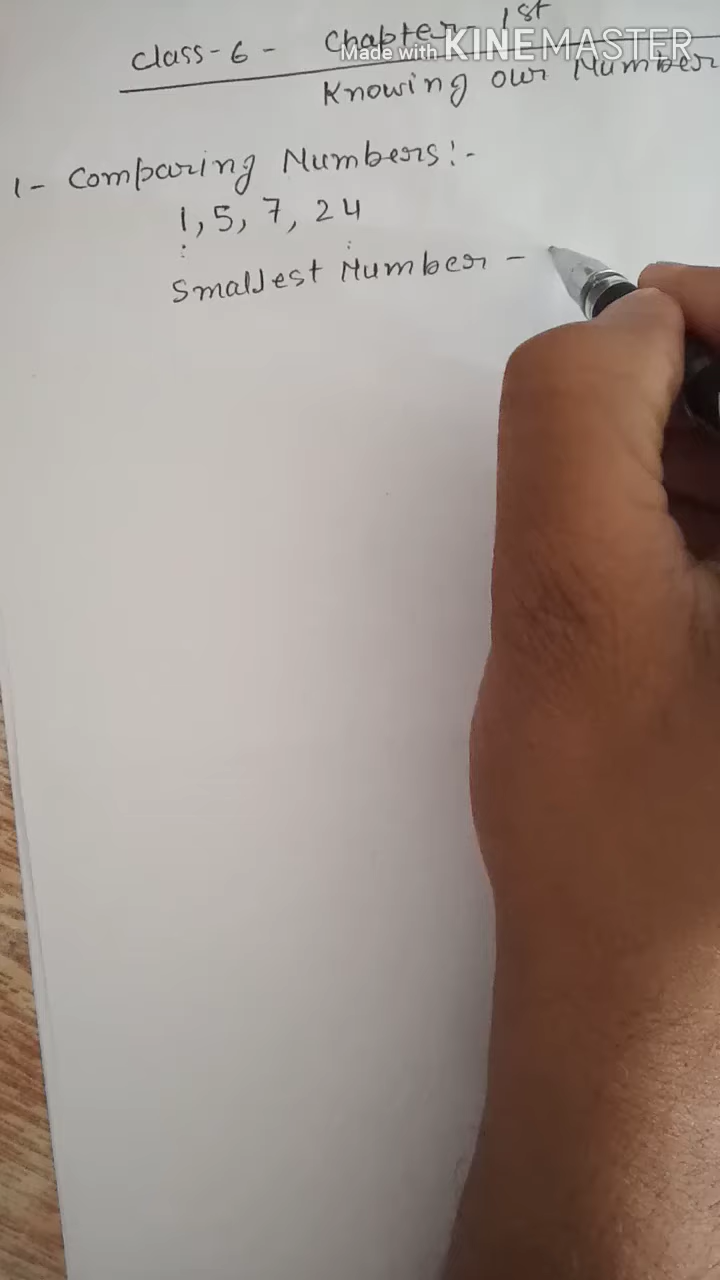 Class-6- Chapter- 1st
Made with KINEMASTER
Knowing our Number
1- Comparing Numbers:-
1, 5, 7, 24
Smallest Number -